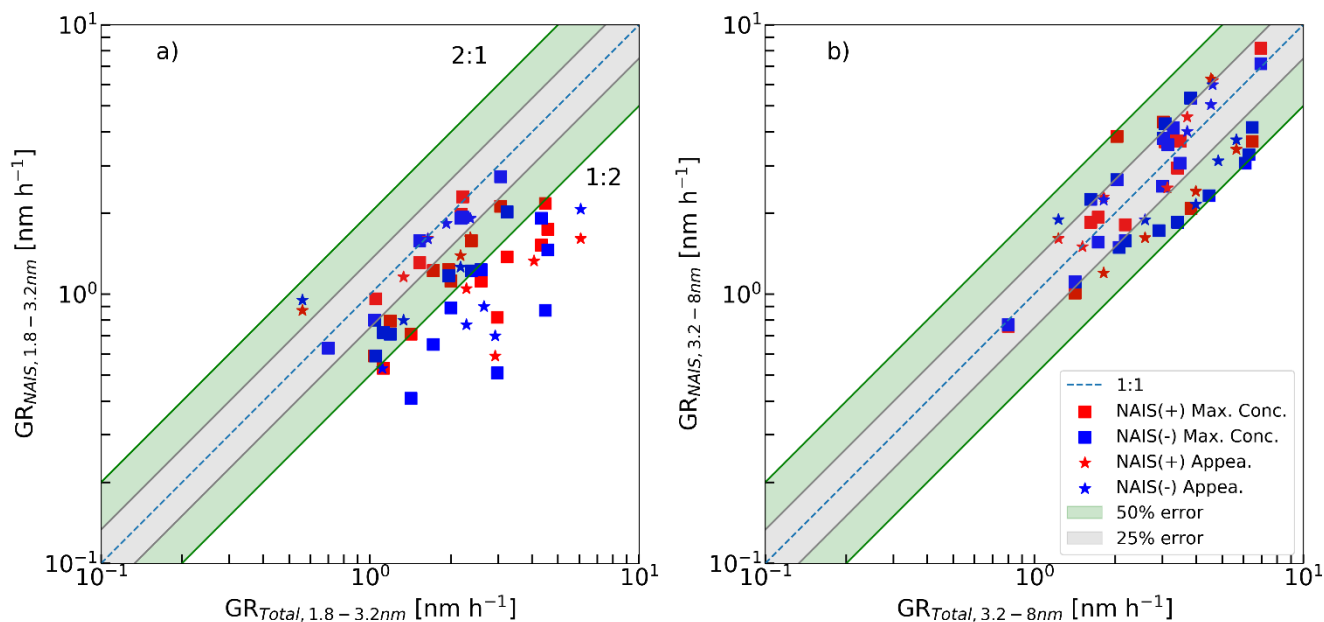 a)
2:1
1:2
10¹
10⁰
10⁻¹
GR_NAIS, 1.8 − 3.2nm [nm h⁻¹]
10⁻¹
10⁰
10¹
GR_Total, 1.8 − 3.2nm [nm h⁻¹]
b)
10¹
10⁰
10⁻¹
GR_NAIS, 3.2 − 8nm [nm h⁻¹]
1:1
NAIS(+) Max. Conc.
NAIS(-) Max. Conc.
NAIS(+) Appea.
NAIS(-) Appea.
50% error
25% error
10⁻¹
10⁰
10¹
GR_Total, 3.2 − 8nm [nm h⁻¹]